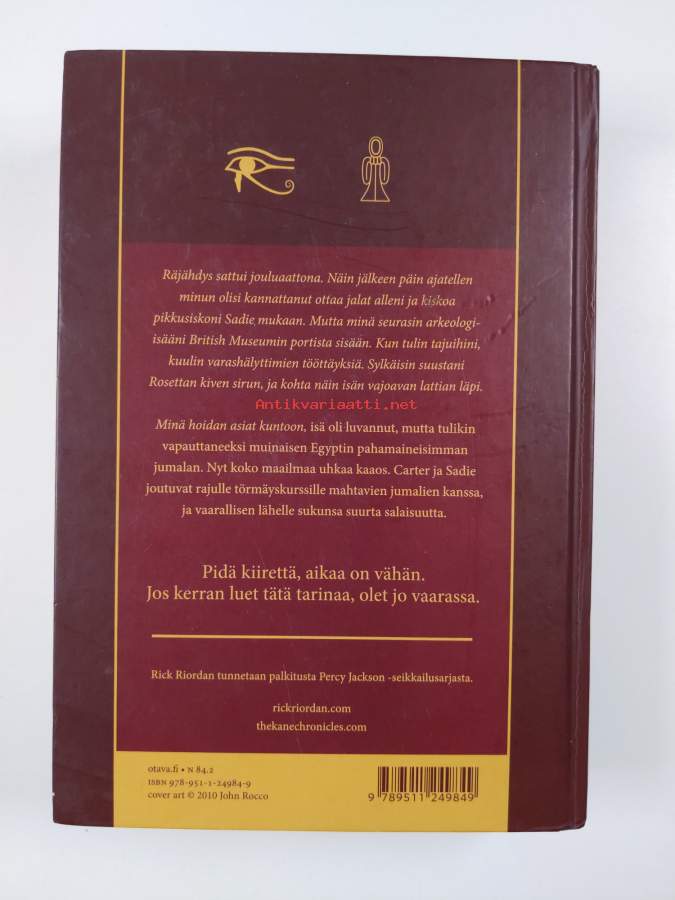 Räjähdys sattui jouluaattona. Näin jälkeen päin ajatellen
minun olisi kannattanut ottaa jalat alleni ja kiskoa
pikkusiskoni Sadie mukaan. Mutta minä seurasin arkeologi-
isääni British Museumin portista sisään. Kun tulin tajuihini,
kuulin varashälyttimien tööttäyksiä. Sylkäisin suustani
Rosettan kiven sirun, ja kohta näin isän vajoavan lattian läpi.
Antikvariaatti.net
Minä hoidan asiat kuntoon, isä oli luvannut, mutta tulikin
vapauttaneeksi muinaisen Egyptin pahamaineisimman
jumalan. Nyt koko maailmaa uhkaa kaaos. Carter ja Sadie
joutuvat rajulle törmäyskurssille mahtavien jumalien kanssa,
ja vaarallisen lähelle sukunsa suurta salaisuutta.
Pidä kiirettä, aikaa on vähän.
Jos kerran luet tätä tarinaa, olet jo vaarassa.
Rick Riordan tunnetaan palkitusta Percy Jackson -seikkailusarjasta.
rickriordan.com
thekanechronicles.com
otava.fi • N 84.2
ISBN 978-951-1-24984-9
cover art © 2010 John Rocco
9 789511 249849